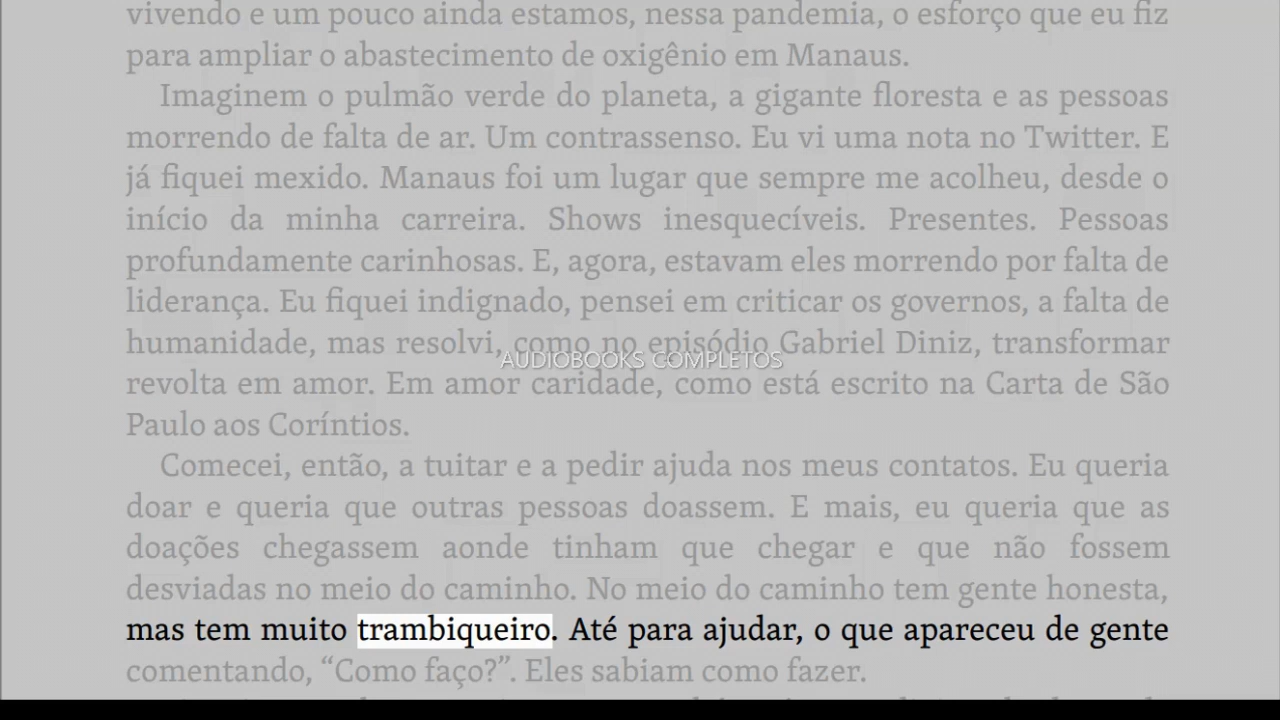 vivendo e um pouco ainda estamos, nessa pandemia, o esforço que eu fiz
para ampliar o abastecimento de oxigênio em Manaus.
Imaginem o pulmão verde do planeta, a gigante floresta e as pessoas
morrendo de falta de ar. Um contrassenso. Eu vi uma nota no Twitter. E
já fiquei mexido. Manaus foi um lugar que sempre me acolheu, desde o
início da minha carreira. Shows inesquecíveis. Presentes. Pessoas
profundamente carinhosas. E, agora, estavam eles morrendo por falta de
liderança. Eu fiquei indignado, pensei em criticar os governos, a falta de
humanidade, mas resolvi, como no episódio Gabriel Diniz, transformar
AUDIOBOOKS COMPLETOS
revolta em amor. Em amor caridade, como está escrito na Carta de São
Paulo aos Coríntios.
Comecei, então, a tuitar e a pedir ajuda nos meus contatos. Eu queria
doar e queria que outras pessoas doassem. E mais, eu queria que as
doações chegassem aonde tinham que chegar e que não fossem
desviadas no meio do caminho. No meio do caminho tem gente honesta,
mas tem muito trambiqueiro. Até para ajudar, o que apareceu de gente
comentando, “Como faço?”. Eles sabiam como fazer.